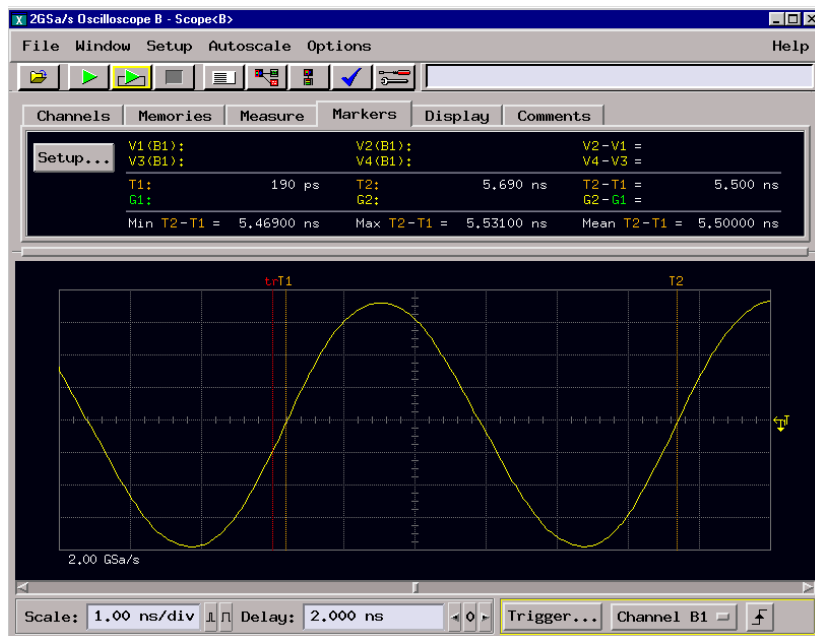 2GSa/s Oscilloscope B - Scope<B>
File Window Setup Autoscale Options Help
Channels Memories Measure Markers Display Comments
Setup...
V1(B1): V2(B1): V2-V1 =
V3(B1): V4(B1): V4-V3 =
T1: 190 ps T2: 5.690 ns T2-T1 = 5.500 ns
G1: G2: G2-G1 =
Min T2-T1 = 5.46900 ns Max T2-T1 = 5.53100 ns Mean T2-T1 = 5.50000 ns
trT1 T2
T
2.00 GSa/s
Scale: 1.00 ns/div Delay: 2.000 ns 0 Trigger... Channel B1